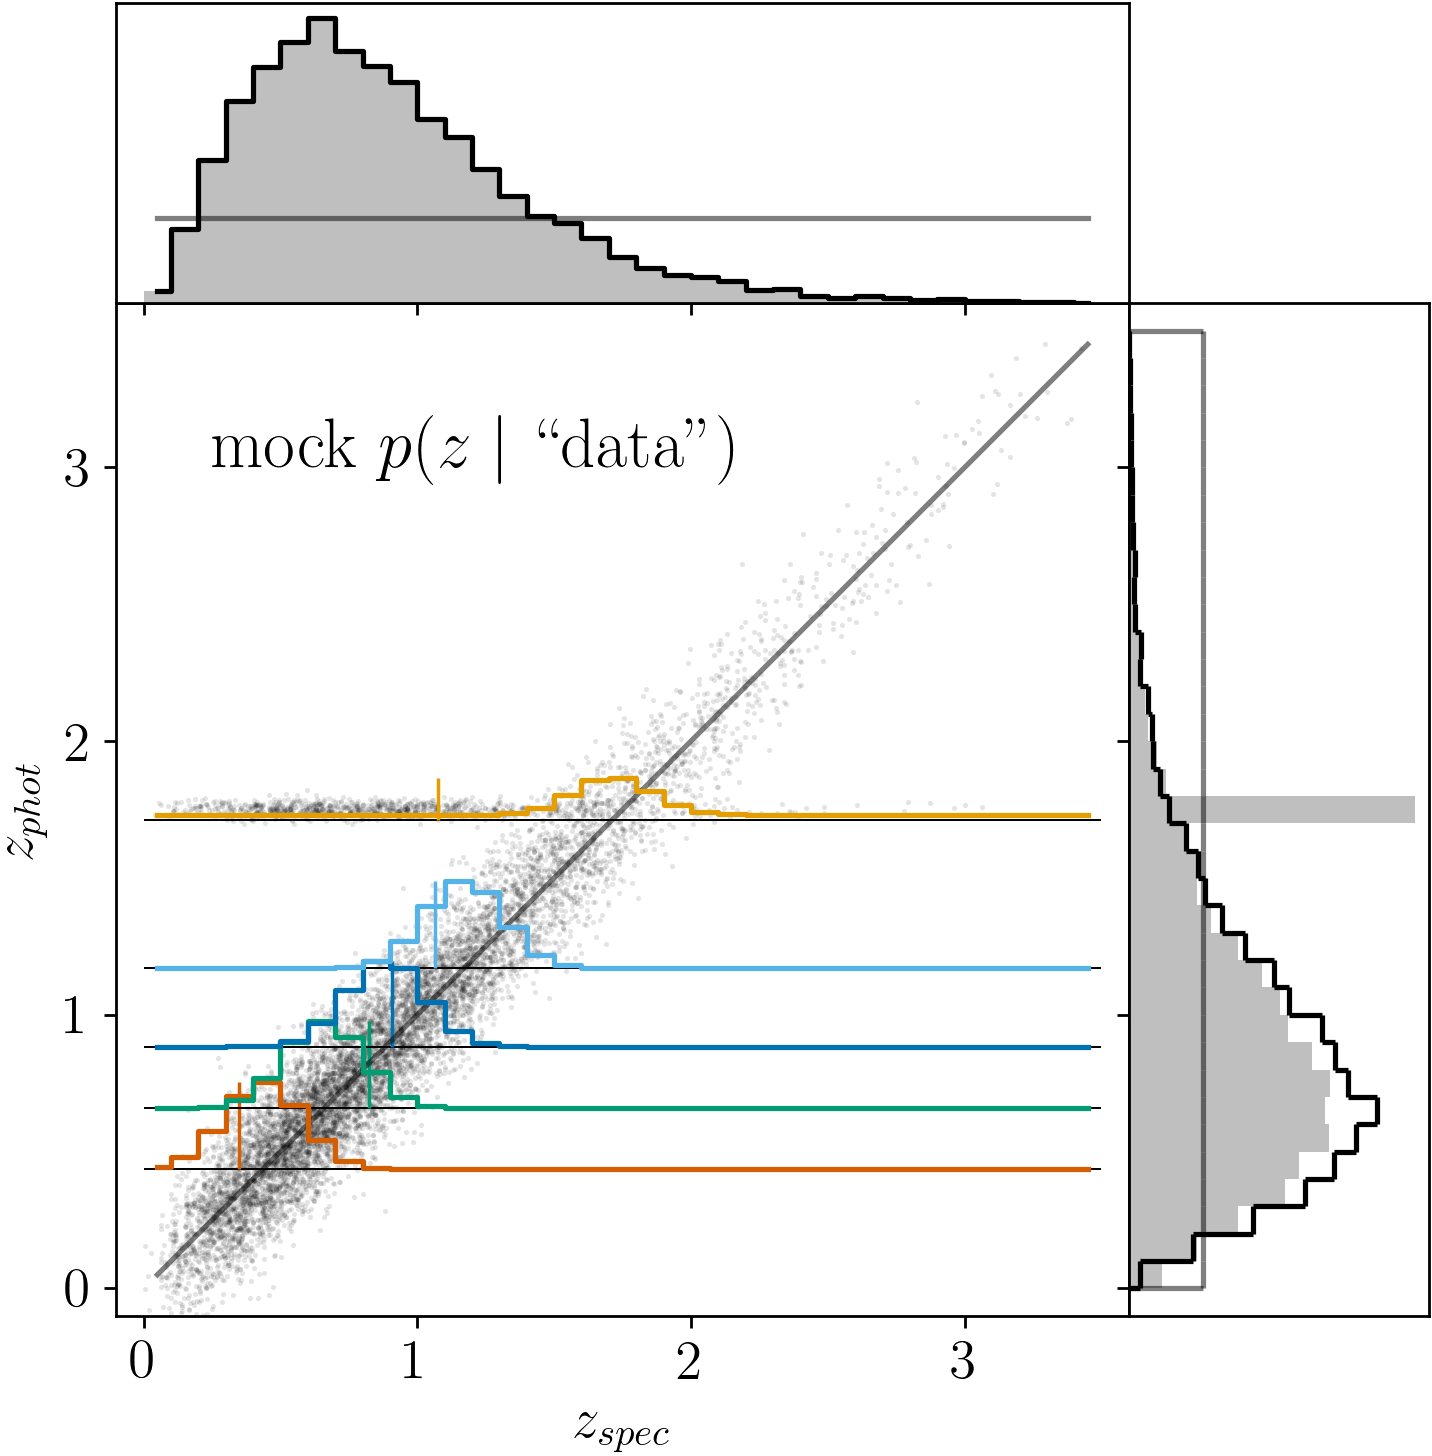 mock p(z | “data”)
3
2
1
0
z_phot
0 1 2 3
z_spec